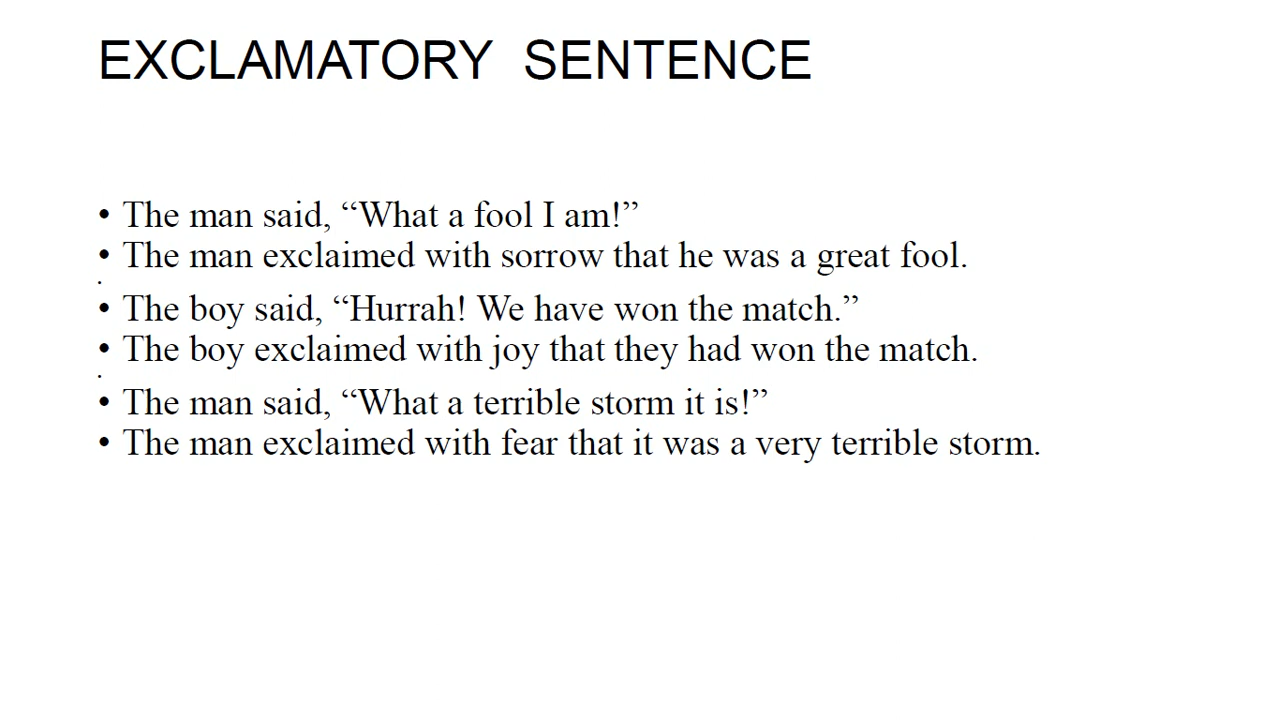 EXCLAMATORY SENTENCE
• The man said, “What a fool I am!”
• The man exclaimed with sorrow that he was a great fool.
•
• The boy said, “Hurrah! We have won the match.”
• The boy exclaimed with joy that they had won the match.
•
• The man said, “What a terrible storm it is!”
• The man exclaimed with fear that it was a very terrible storm.